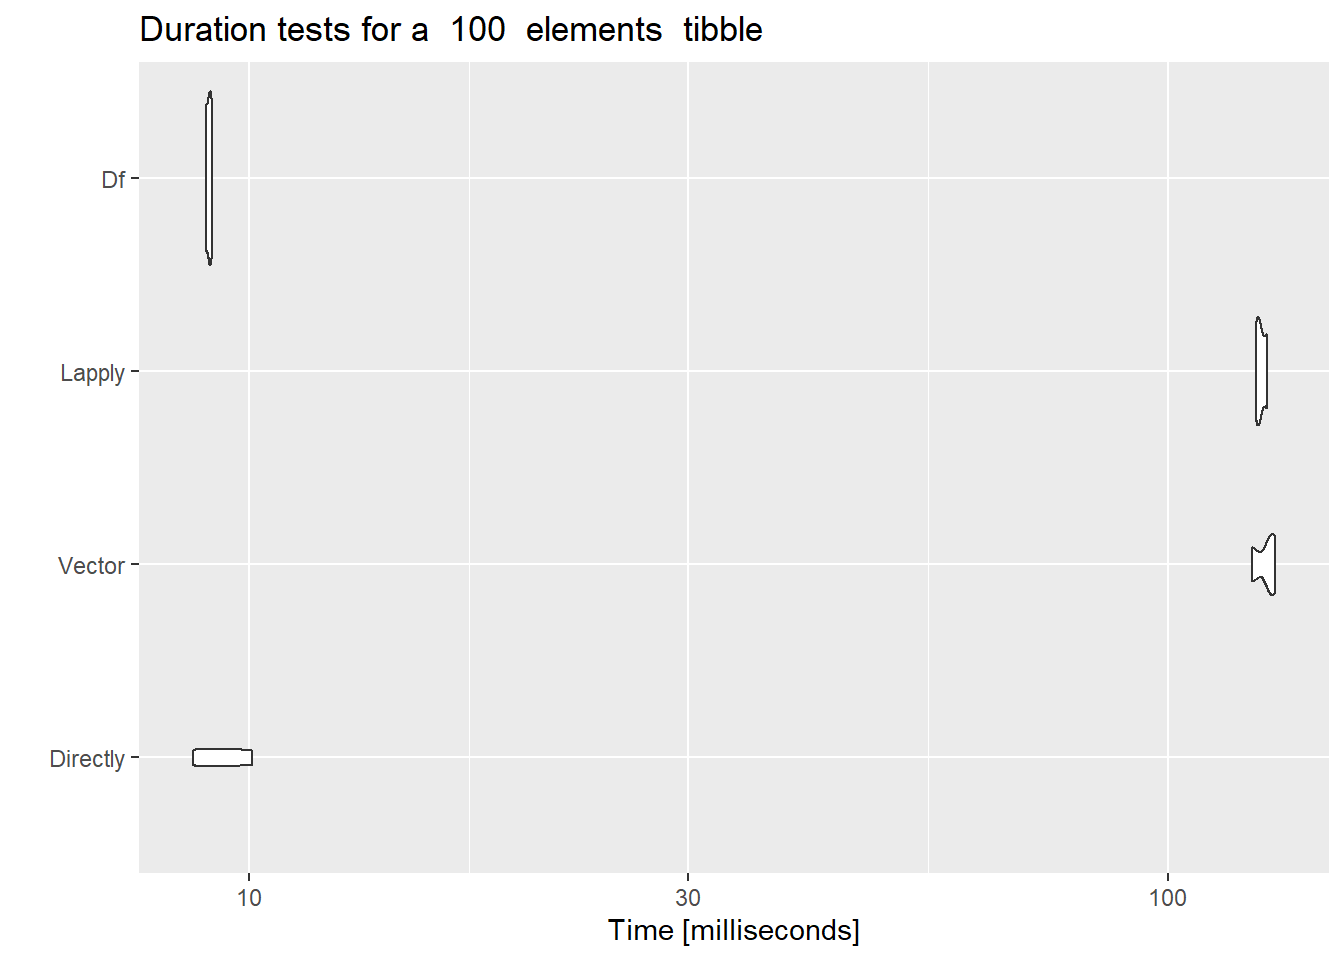 Duration tests for a  100  elements  tibble
Df
Lapply
Vector
Directly
10 30 100
Time [milliseconds]